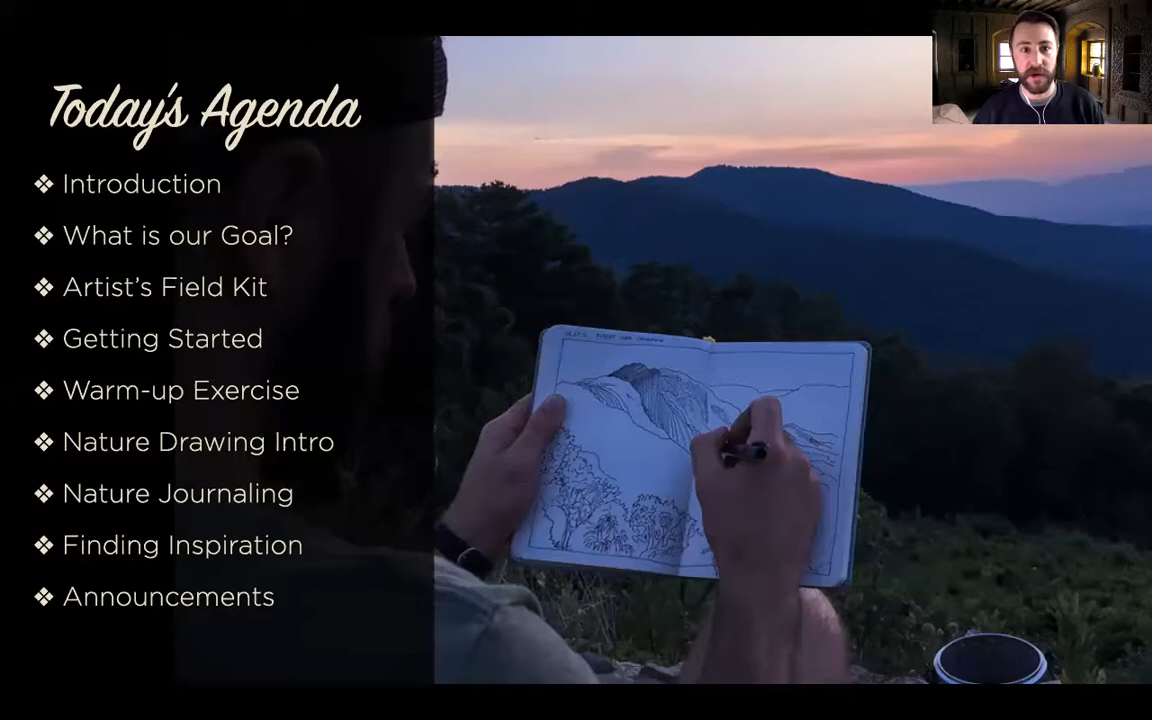 Today's Agenda
❖ Introduction
❖ What is our Goal?
❖ Artist's Field Kit
❖ Getting Started
❖ Warm-up Exercise
❖ Nature Drawing Intro
❖ Nature Journaling
❖ Finding Inspiration
❖ Announcements